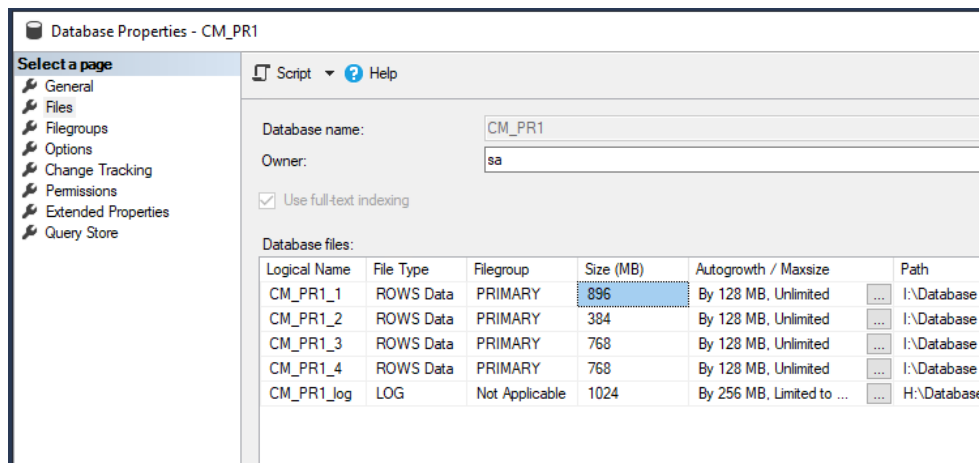 Database Properties - CM_PR1
Select a page
General
Files
Filegroups
Options
Change Tracking
Permissions
Extended Properties
Query Store
Script Help
Database name: CM_PR1
Owner: sa
Use full-text indexing
Database files:
Logical Name File Type Filegroup Size (MB) Autogrowth / Maxsize Path
CM_PR1_1 ROWS Data PRIMARY 896 By 128 MB, Unlimited ... I:\Database
CM_PR1_2 ROWS Data PRIMARY 384 By 128 MB, Unlimited ... I:\Database
CM_PR1_3 ROWS Data PRIMARY 768 By 128 MB, Unlimited ... I:\Database
CM_PR1_4 ROWS Data PRIMARY 768 By 128 MB, Unlimited ... I:\Database
CM_PR1_log LOG Not Applicable 1024 By 256 MB, Limited to ... ... H:\Database